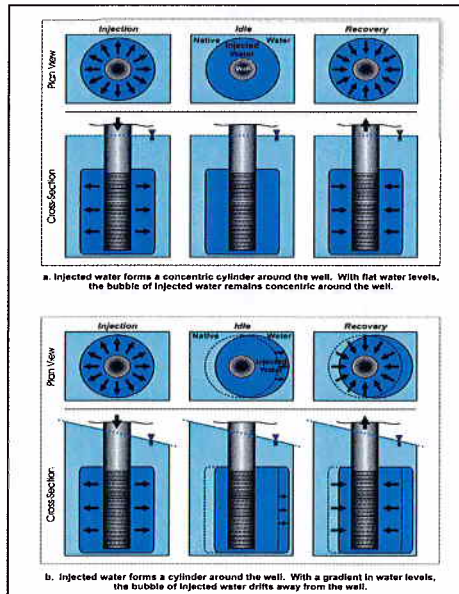 Injection Idle Recovery
Plan View
Native Water
Injected
Water
Well
Cross-Section
a. Injected water forms a concentric cylinder around the well. With flat water levels,
the bubble of injected water remains concentric around the well.
Injection Idle Recovery
Plan View
Native Water
Injected
Water
Cross-Section
b. Injected water forms a cylinder around the well. With a gradient in water levels,
the bubble of injected water drifts away from the well.